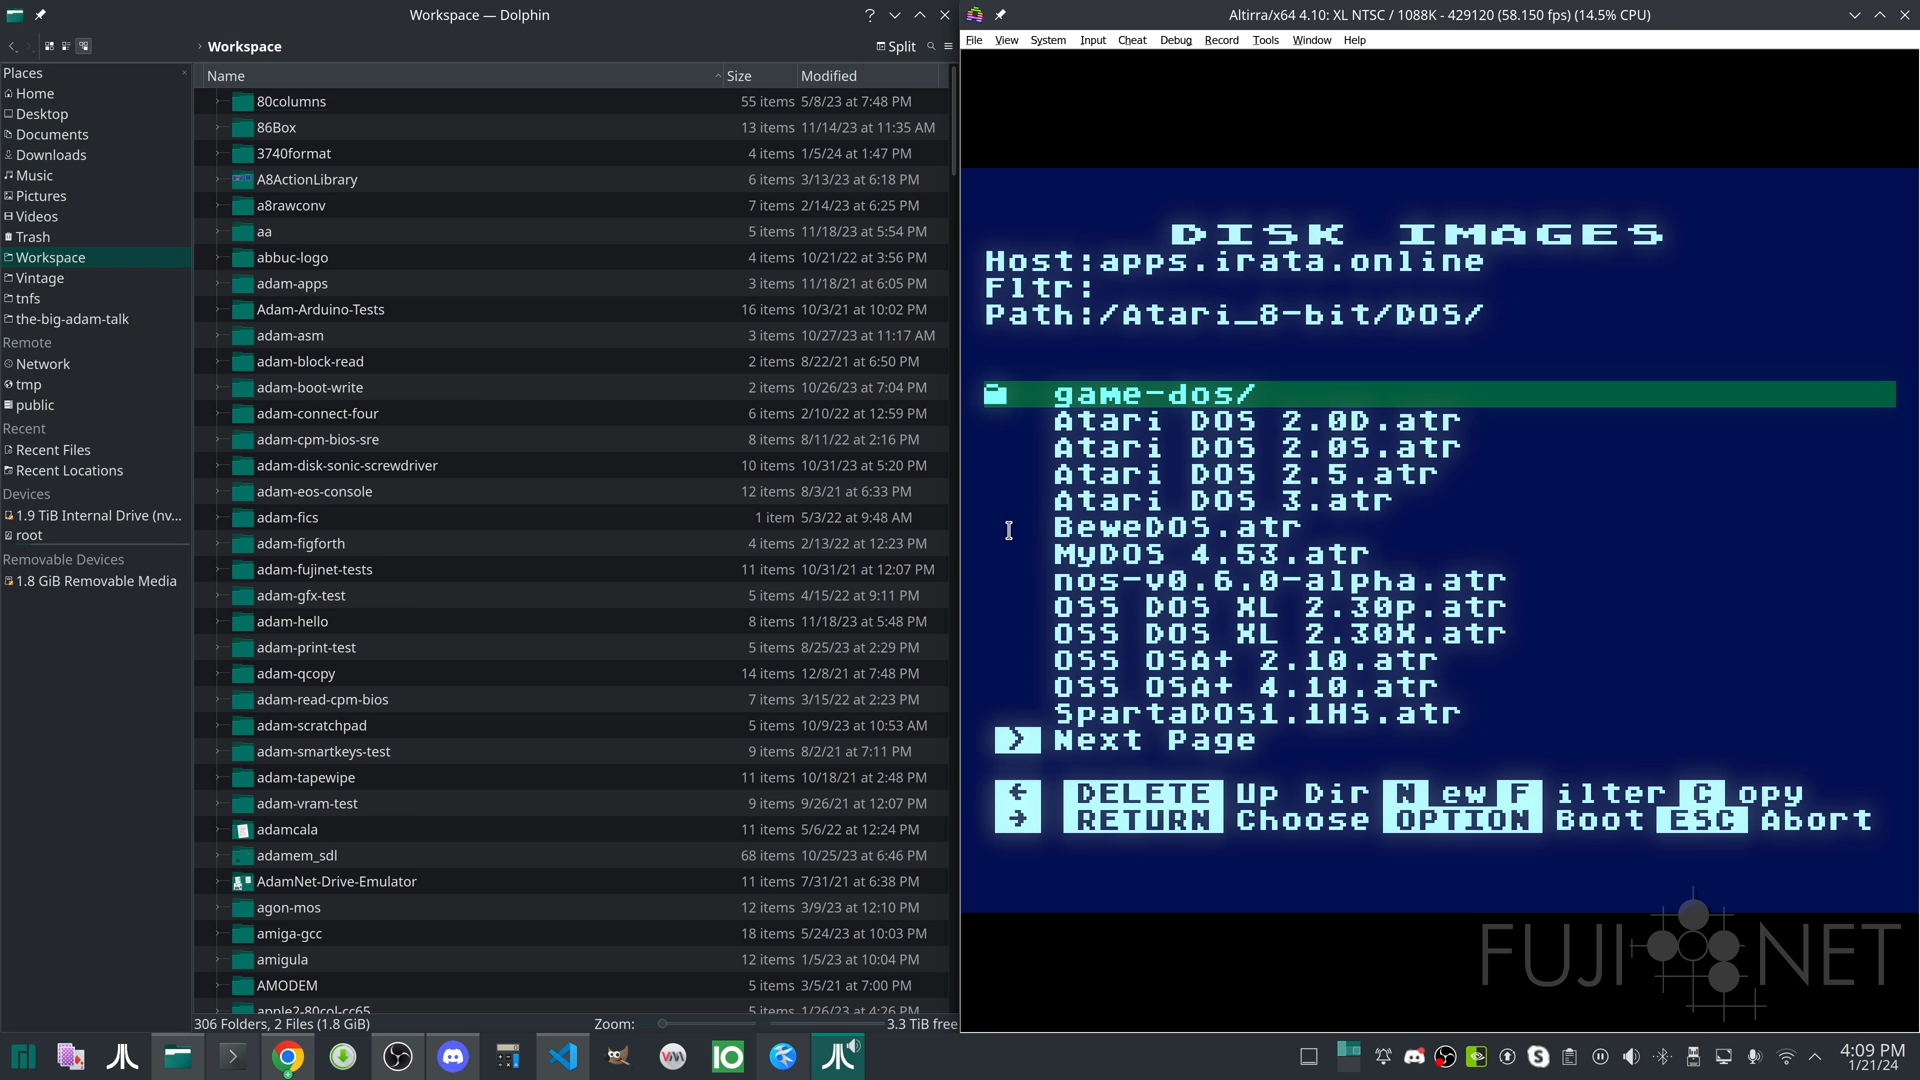 Workspace — Dolphin
Workspace
Split
Places
Home
Desktop
Documents
Downloads
Music
Pictures
Videos
Trash
Workspace
Vintage
tnfs
the-big-adam-talk
Remote
Network
tmp
public
Recent
Recent Files
Recent Locations
Devices
1.9 TiB Internal Drive (nv...
root
Removable Devices
1.8 GiB Removable Media
Name Size Modified
80columns 55 items 5/8/23 at 7:48 PM
86Box 13 items 11/14/23 at 11:35 AM
3740format 4 items 1/5/24 at 1:47 PM
A8ActionLibrary 6 items 3/13/23 at 6:18 PM
a8rawconv 7 items 2/14/23 at 6:25 PM
aa 5 items 11/18/23 at 5:54 PM
abbuc-logo 4 items 10/21/22 at 3:56 PM
adam-apps 3 items 11/18/21 at 6:05 PM
Adam-Arduino-Tests 16 items 10/3/21 at 10:02 PM
adam-asm 3 items 10/27/23 at 11:17 AM
adam-block-read 2 items 8/22/21 at 6:50 PM
adam-boot-write 2 items 10/26/23 at 7:04 PM
adam-connect-four 6 items 2/10/22 at 12:59 PM
adam-cpm-bios-sre 8 items 8/11/22 at 2:16 PM
adam-disk-sonic-screwdriver 10 items 10/31/23 at 5:20 PM
adam-eos-console 12 items 8/3/21 at 6:33 PM
adam-fics 1 item 5/3/22 at 9:48 AM
adam-figforth 4 items 2/13/22 at 12:23 PM
adam-fujinet-tests 11 items 10/31/21 at 12:07 PM
adam-gfx-test 5 items 4/15/22 at 9:11 PM
adam-hello 8 items 11/18/23 at 5:48 PM
adam-print-test 5 items 8/25/23 at 2:29 PM
adam-qcopy 14 items 12/8/21 at 7:48 PM
adam-read-cpm-bios 7 items 3/15/22 at 2:23 PM
adam-scratchpad 5 items 10/9/23 at 10:53 AM
adam-smartkeys-test 9 items 8/2/21 at 7:11 PM
adam-tapewipe 11 items 10/18/21 at 2:48 PM
adam-vram-test 9 items 9/26/21 at 12:07 PM
adamcala 11 items 5/6/22 at 12:24 PM
adamem_sdl 68 items 10/25/23 at 6:46 PM
AdamNet-Drive-Emulator 11 items 7/31/21 at 6:38 PM
agon-mos 12 items 3/9/23 at 12:10 PM
amiga-gcc 18 items 5/24/23 at 10:03 PM
amigula 12 items 1/5/23 at 10:04 PM
AMODEM 5 items 3/5/21 at 7:00 PM
apple2-80col-cc65 5 items 1/26/23 at 4:26 PM
306 Folders, 2 Files (1.8 GiB) Zoom: 3.3 TiB free
Altirra/x64 4.10: XL NTSC / 1088K - 429120 (58.150 fps) (14.5% CPU)
File View System Input Cheat Debug Record Tools Window Help
DISK IMAGES
Host:apps.irata.online
Fltr:
Path:/Atari_8-bit/DOS/
game-dos/
Atari DOS 2.0D.atr
Atari DOS 2.0S.atr
Atari DOS 2.5.atr
Atari DOS 3.atr
BeweDOS.atr
MyDOS 4.53.atr
nos-v0.6.0-alpha.atr
OSS DOS XL 2.30p.atr
OSS DOS XL 2.30X.atr
OSS OSA+ 2.10.atr
OSS OSA+ 4.10.atr
SpartaDOS1.1HS.atr
> Next Page
← DELETE Up Dir New Filter Copy
→ RETURN Choose OPTION Boot ESC Abort
FUJINET
4:09 PM
1/21/24